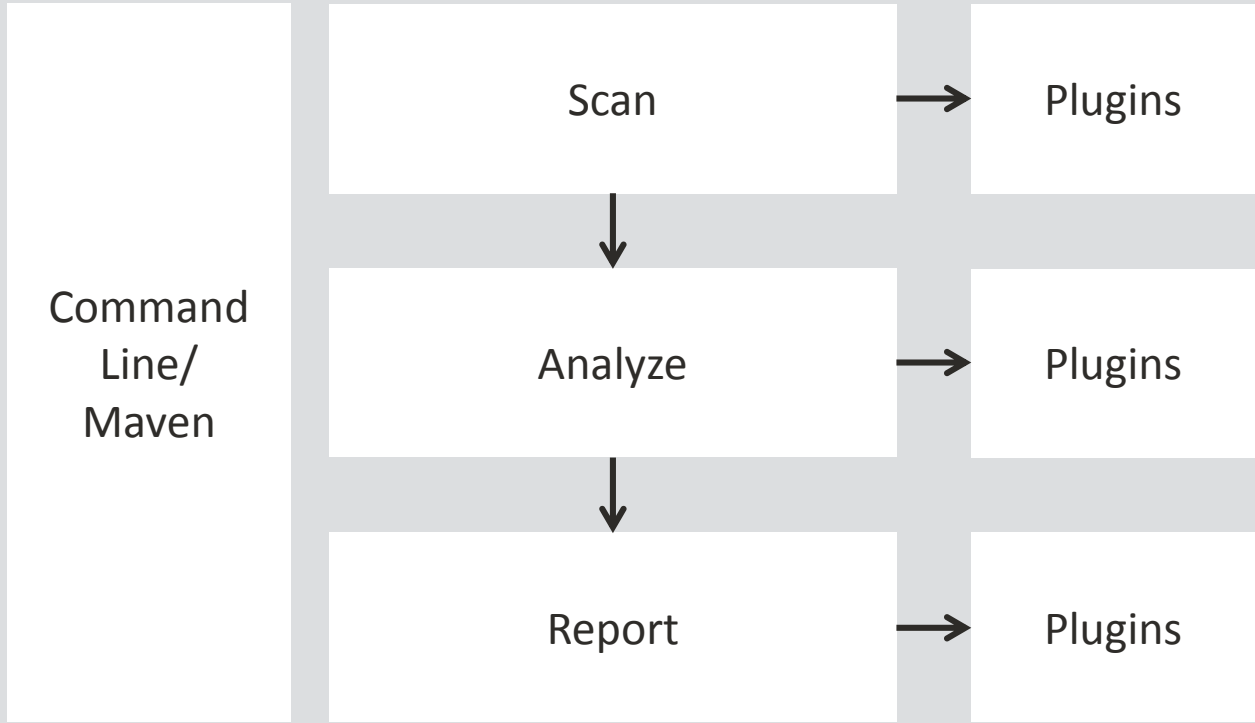 Command
Line/
Maven
Scan
Plugins
Analyze
Plugins
Report
Plugins